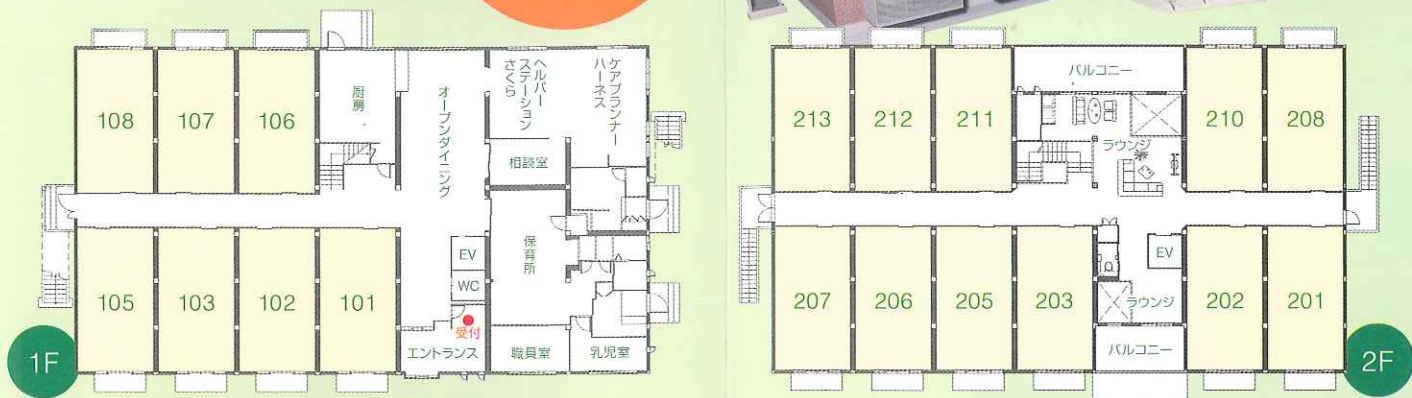 108
107
106
厨房
オープンダイニング
ヘルパー
ステーション
さくら
ケアプランナー
ハーネス
相談室
保育所
EV
WC
受付
105
103
102
101
エントランス
職員室
乳児室
1F
バルコニー
213
212
211
ラウンジ
210
208
EV
207
206
205
203
ラウンジ
202
201
バルコニー
2F